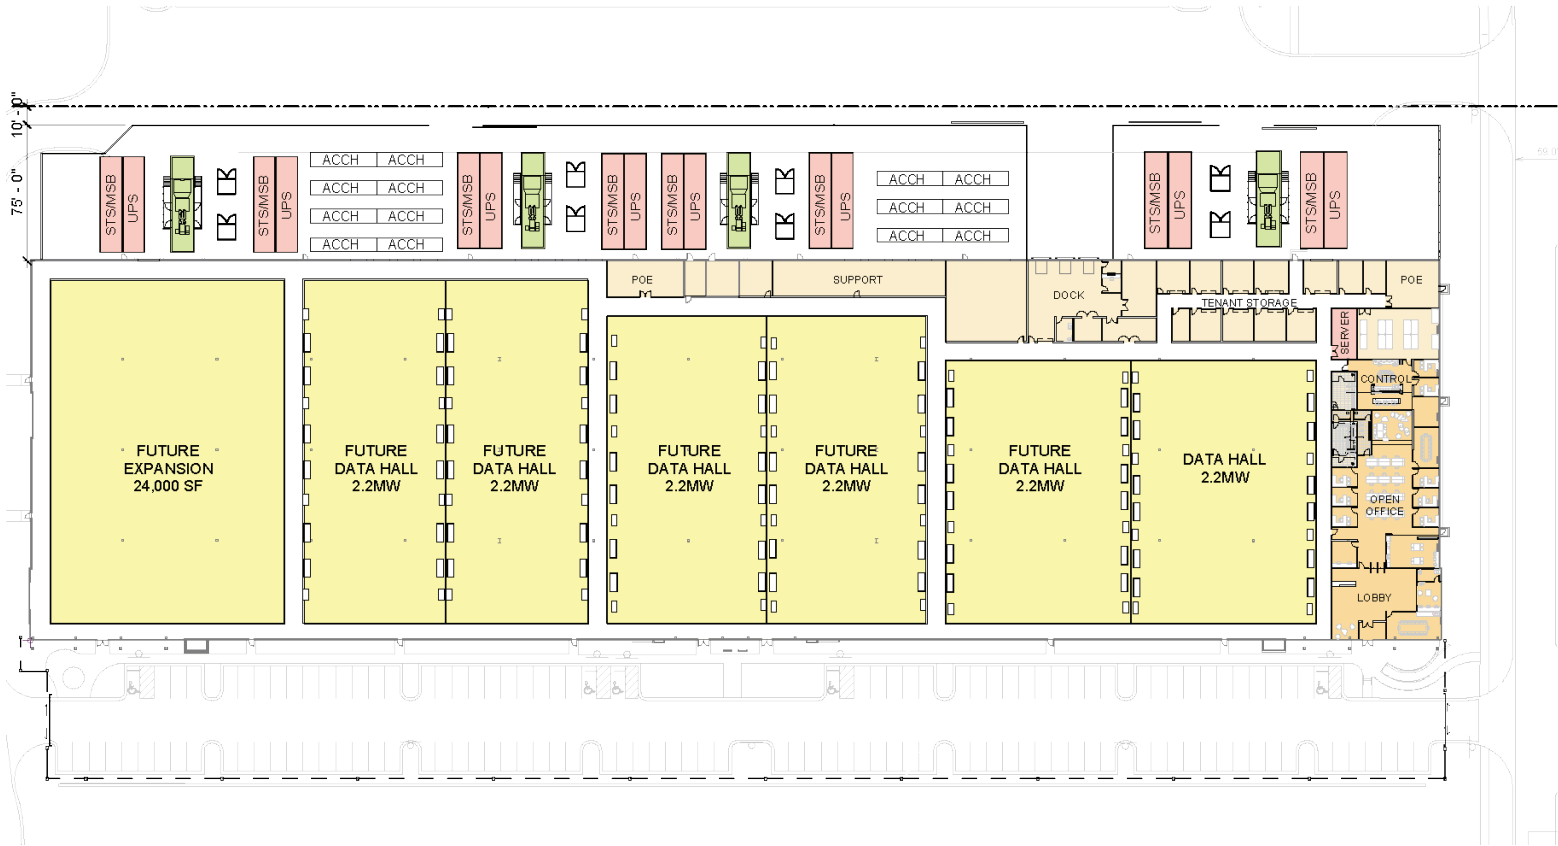 10' - 0"
75' - 0"
59.0'
STS/MSB
UPS
STS/MSB
UPS
ACCH ACCH
ACCH ACCH
ACCH ACCH
ACCH ACCH
STS/MSB
UPS
STS/MSB
UPS
STS/MSB
UPS
STS/MSB
UPS
ACCH ACCH
ACCH ACCH
ACCH ACCH
STS/MSB
UPS
STS/MSB
UPS
POE
SUPPORT
DOCK
TENANT STORAGE
POE
SERVER
CONTROL
OPEN
OFFICE
LOBBY
FUTURE
EXPANSION
24,000 SF
FUTURE
DATA HALL
2.2MW
FUTURE
DATA HALL
2.2MW
FUTURE
DATA HALL
2.2MW
FUTURE
DATA HALL
2.2MW
FUTURE
DATA HALL
2.2MW
DATA HALL
2.2MW